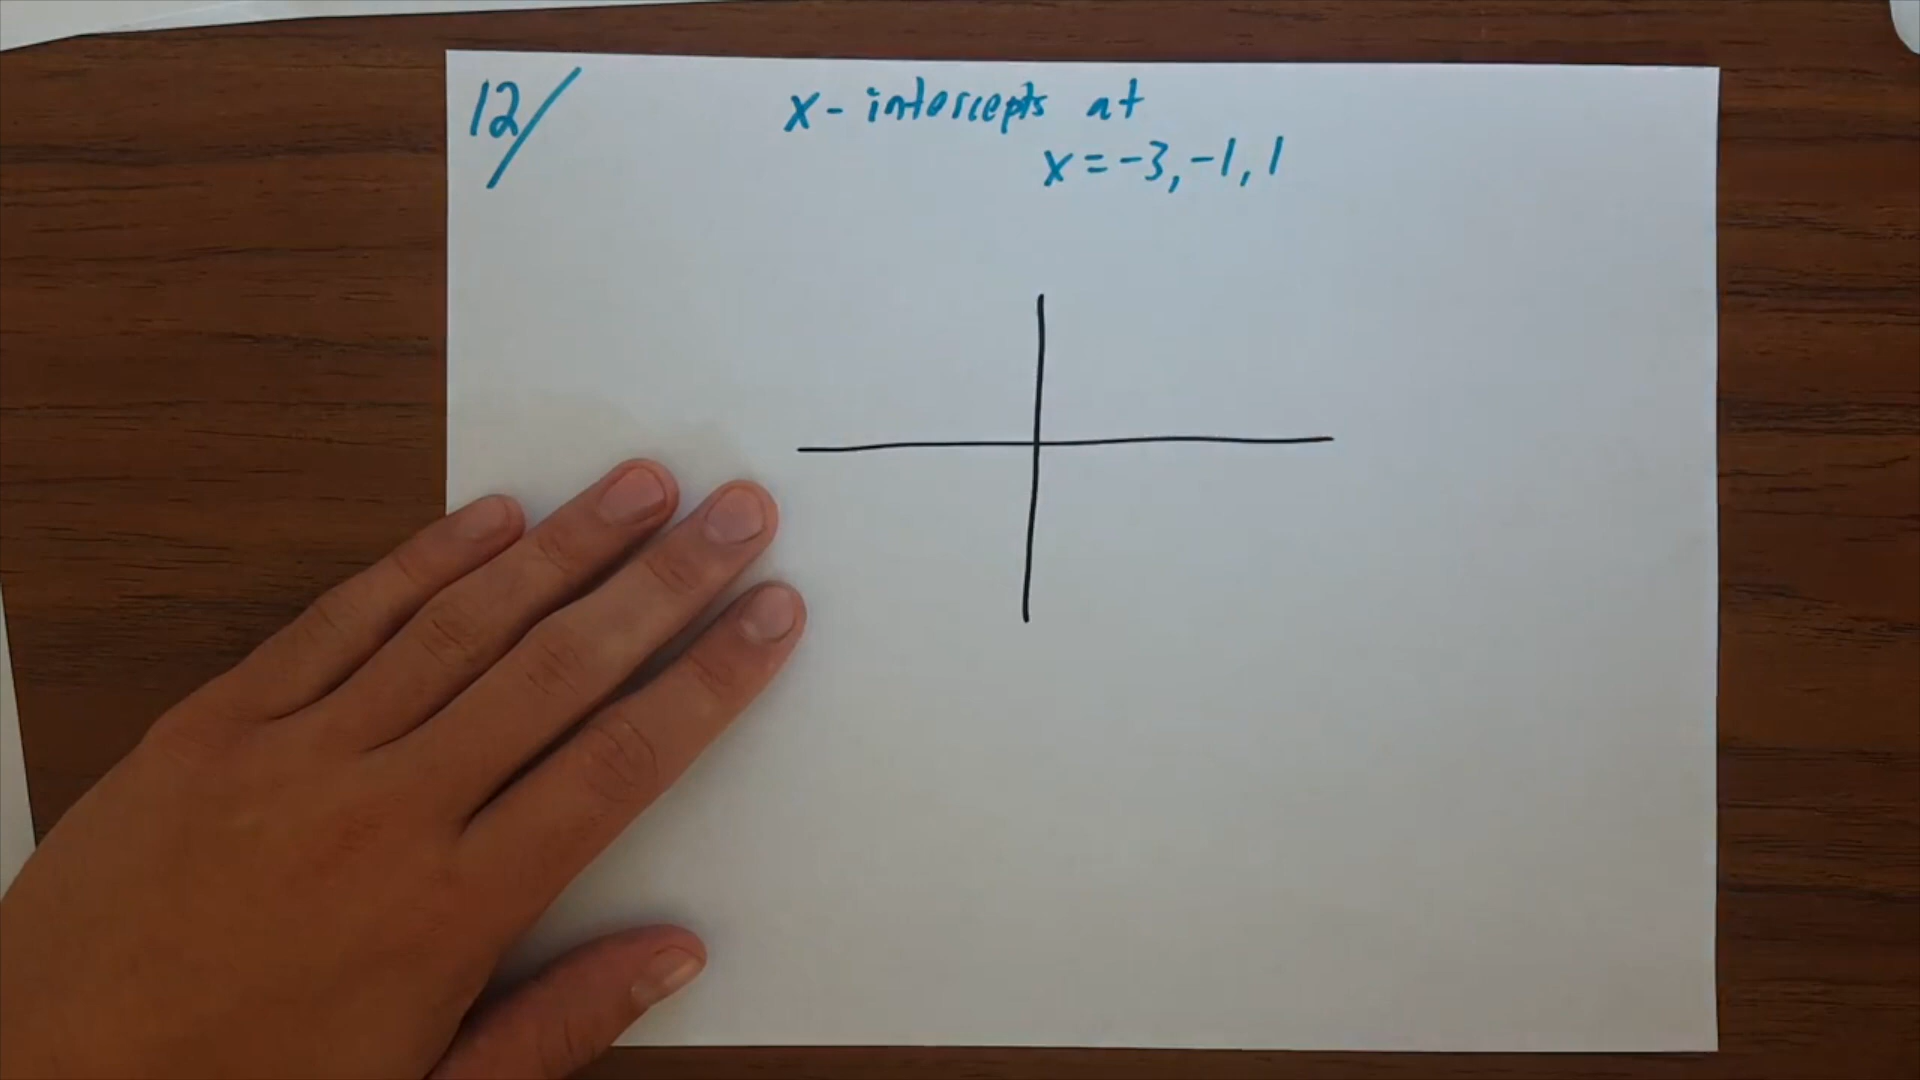 12/
x - intercepts at
x = -3, -1, 1